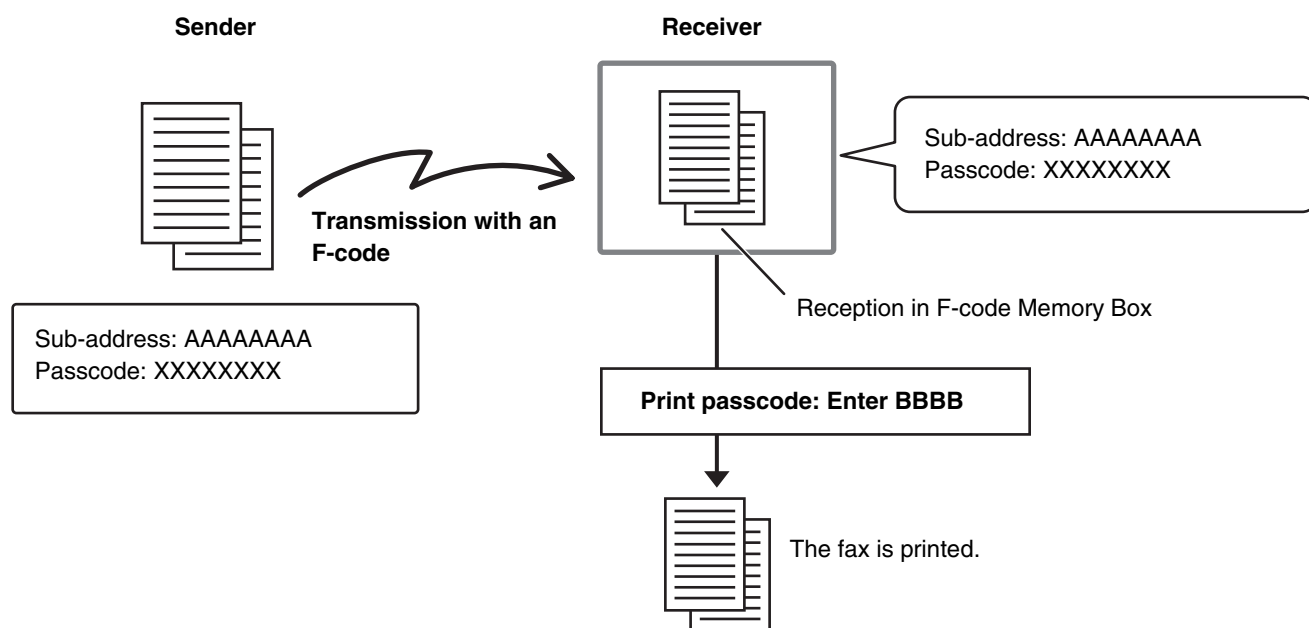 Sender
Receiver
Sub-address: AAAAAAAA
Passcode: XXXXXXXX
Transmission with an
F-code
Reception in F-code Memory Box
Sub-address: AAAAAAAA
Passcode: XXXXXXXX
Print passcode: Enter BBBB
The fax is printed.